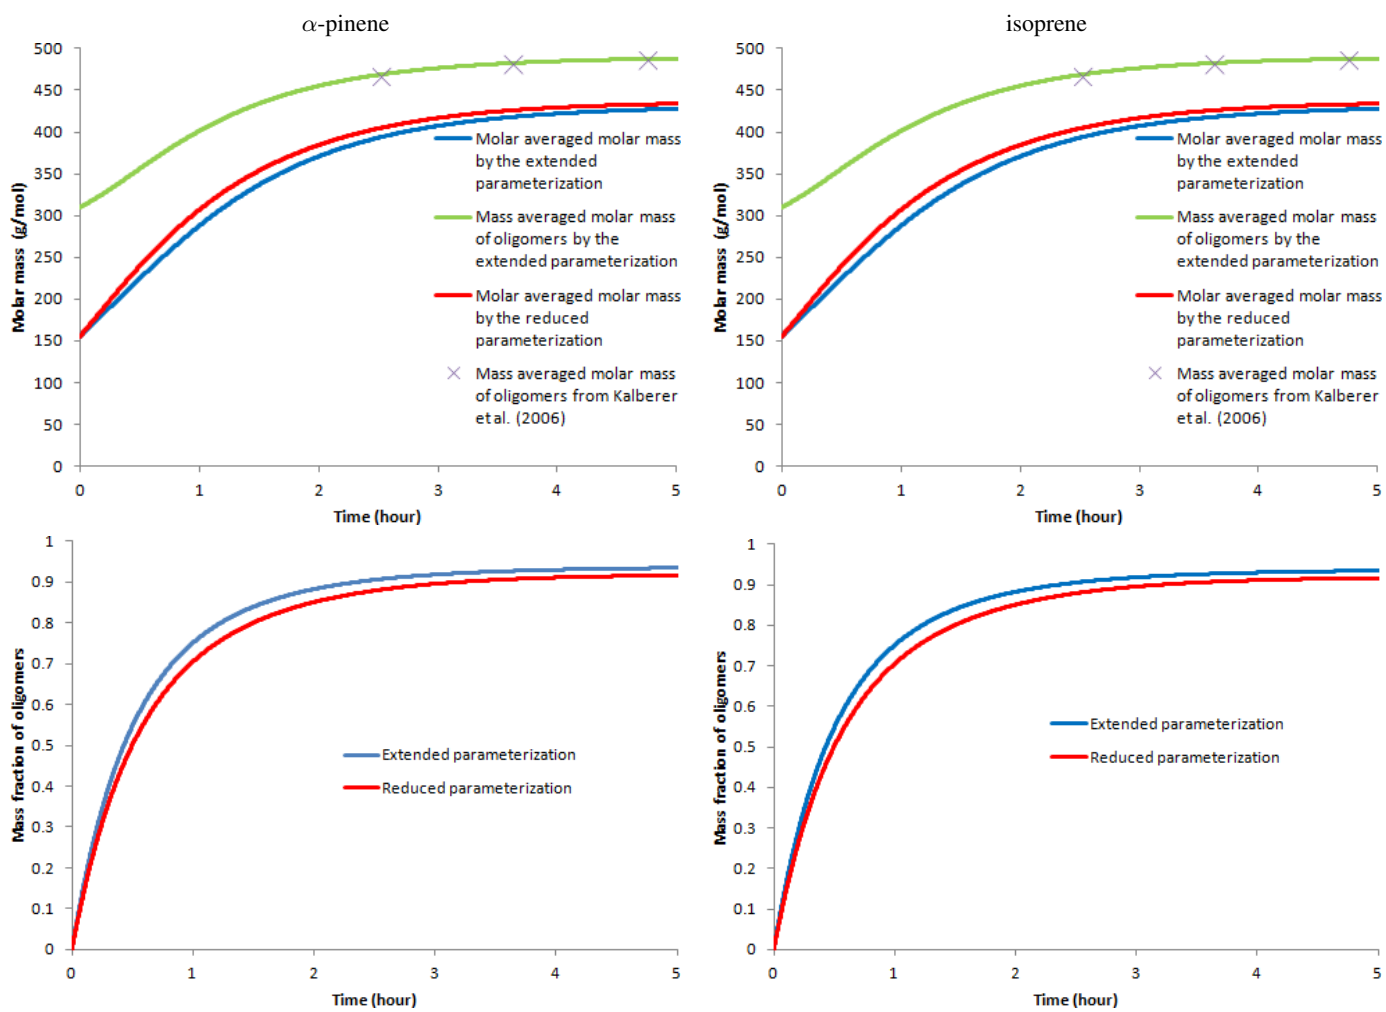 α-pinene
500
450
400
350
300
250
200
150
100
50
0
Molar mass (g/mol)
Molar averaged molar mass
by the extended
parameterization
Mass averaged molar mass
of oligomers by the
extended parameterization
Molar averaged molar mass
by the reduced
parameterization
Mass averaged molar mass
of oligomers from Kalberer
et al. (2006)
0 1 2 3 4 5
Time (hour)
isoprene
500
450
400
350
300
250
200
150
100
50
0
Molar mass (g/mol)
Molar averaged molar mass
by the extended
parameterization
Mass averaged molar mass
of oligomers by the
extended parameterization
Molar averaged molar mass
by the reduced
parameterization
Mass averaged molar mass
of oligomers from Kalberer
et al. (2006)
0 1 2 3 4 5
Time (hour)
1
0.9
0.8
0.7
0.6
0.5
0.4
0.3
0.2
0.1
0
Mass fraction of oligomers
Extended parameterization
Reduced parameterization
0 1 2 3 4 5
Time (hour)
1
0.9
0.8
0.7
0.6
0.5
0.4
0.3
0.2
0.1
0
Mass fraction of oligomers
Extended parameterization
Reduced parameterization
0 1 2 3 4 5
Time (hour)